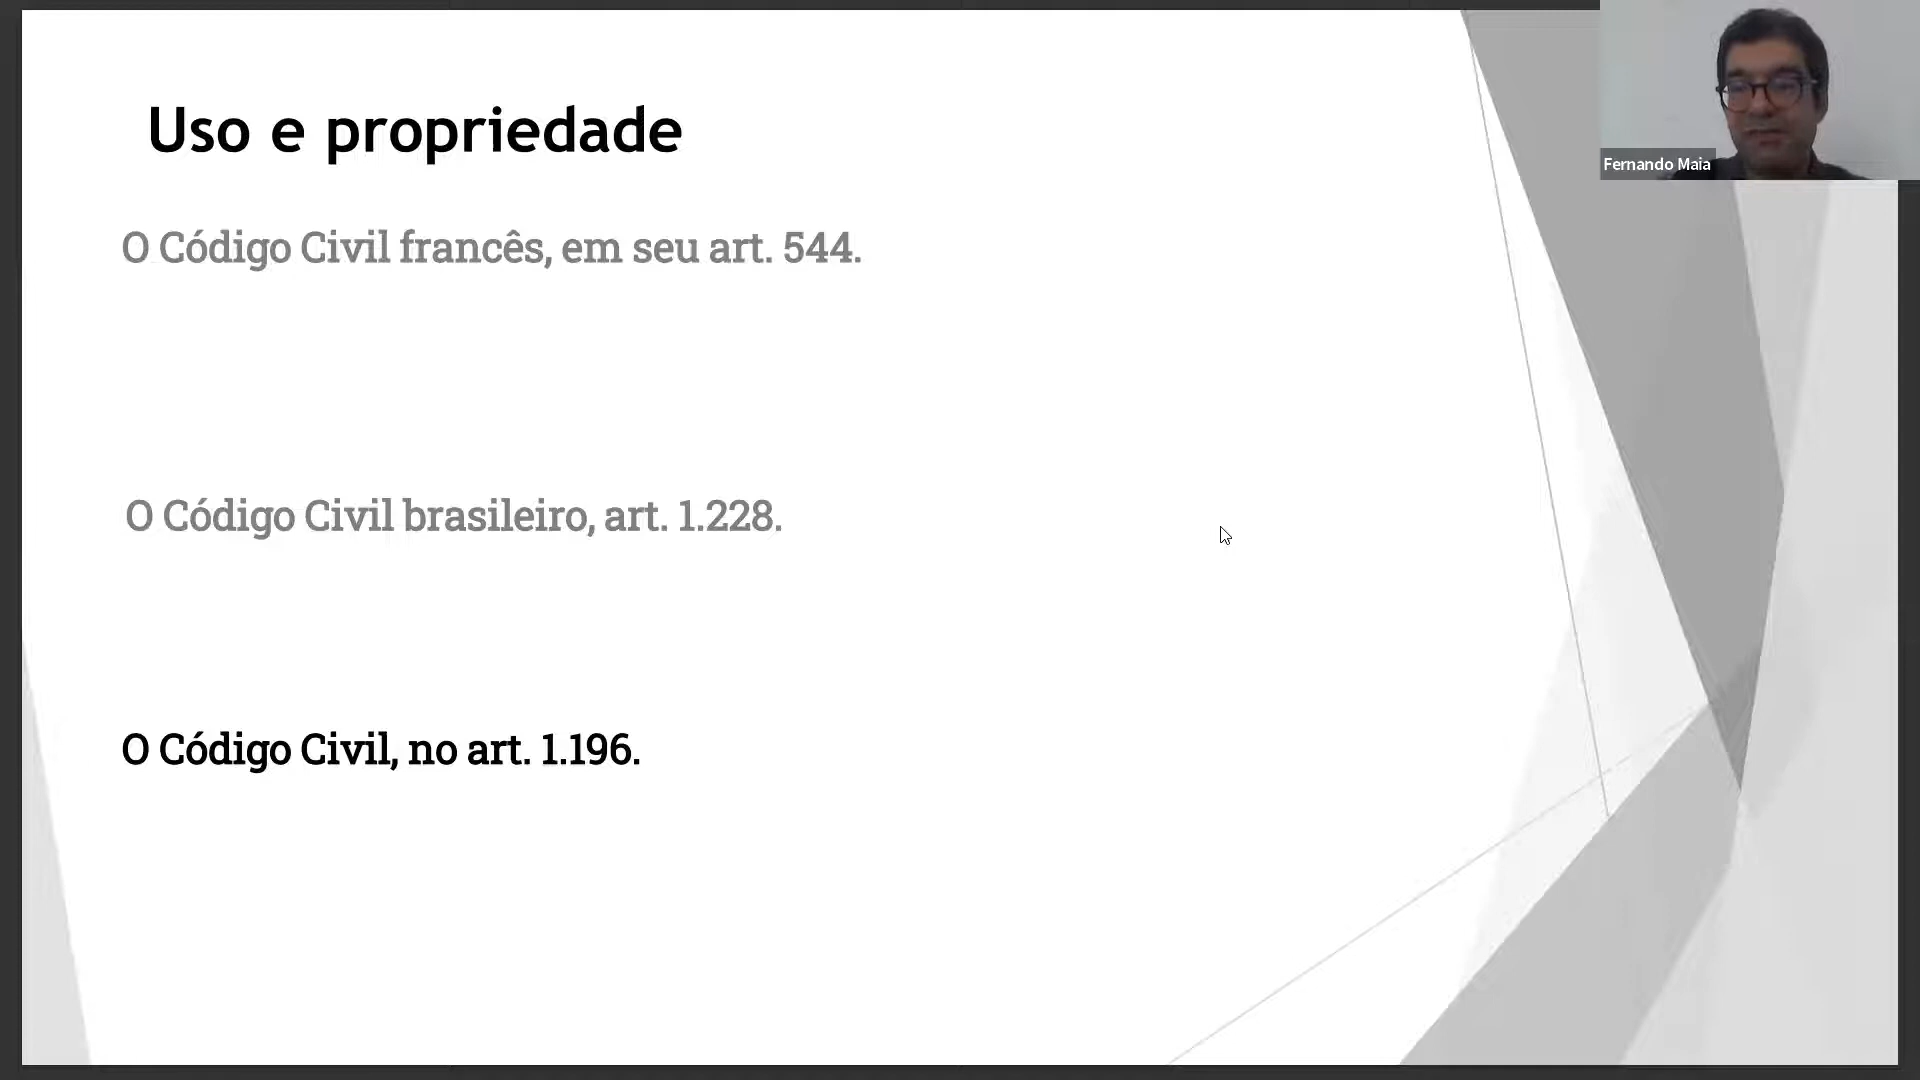 Uso e propriedade
Fernando Maia
O Código Civil francês, em seu art. 544.
O Código Civil brasileiro, art. 1.228.
O Código Civil, no art. 1.196.